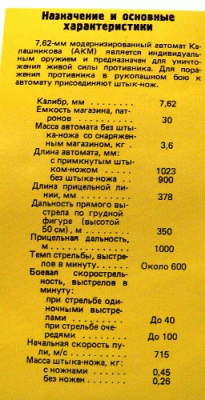 Назначение и основные
характеристики
7,62-мм модернизированный автомат Ка-
лашникова (АКМ) является индивидуаль-
ным оружием и предназначен для уничто-
жения живой силы противника. Для пора-
жения противника в рукопашном бою к
автомату присоединяют штык-нож.
Калибр, мм 7,62
Емкость магазина, пат-
ронов 30
Масса автомата без шты-
ка-ножа со снаряжен-
ным магазином, кг 3,6
Длина автомата, мм:
с примкнутым шты-
ком-ножом 1023
без штыка-ножа 900
Длина прицельной ли-
нии, мм 378
Дальность прямого вы-
стрела по грудной
фигуре (высотой
50 см), м 350
Прицельная дальность,
м 1000
Темп стрельбы, выстре-
лов в минуту Около 600
Боевая скорострель-
ность, выстрелов в
минуту:
при стрельбе оди-
ночными выстре-
лами До 40
при стрельбе оче-
редями До 100
Начальная скорость пу-
ли, м/с 715
Масса штыка-ножа, кг:
с ножнами 0,45
без ножен 0,26